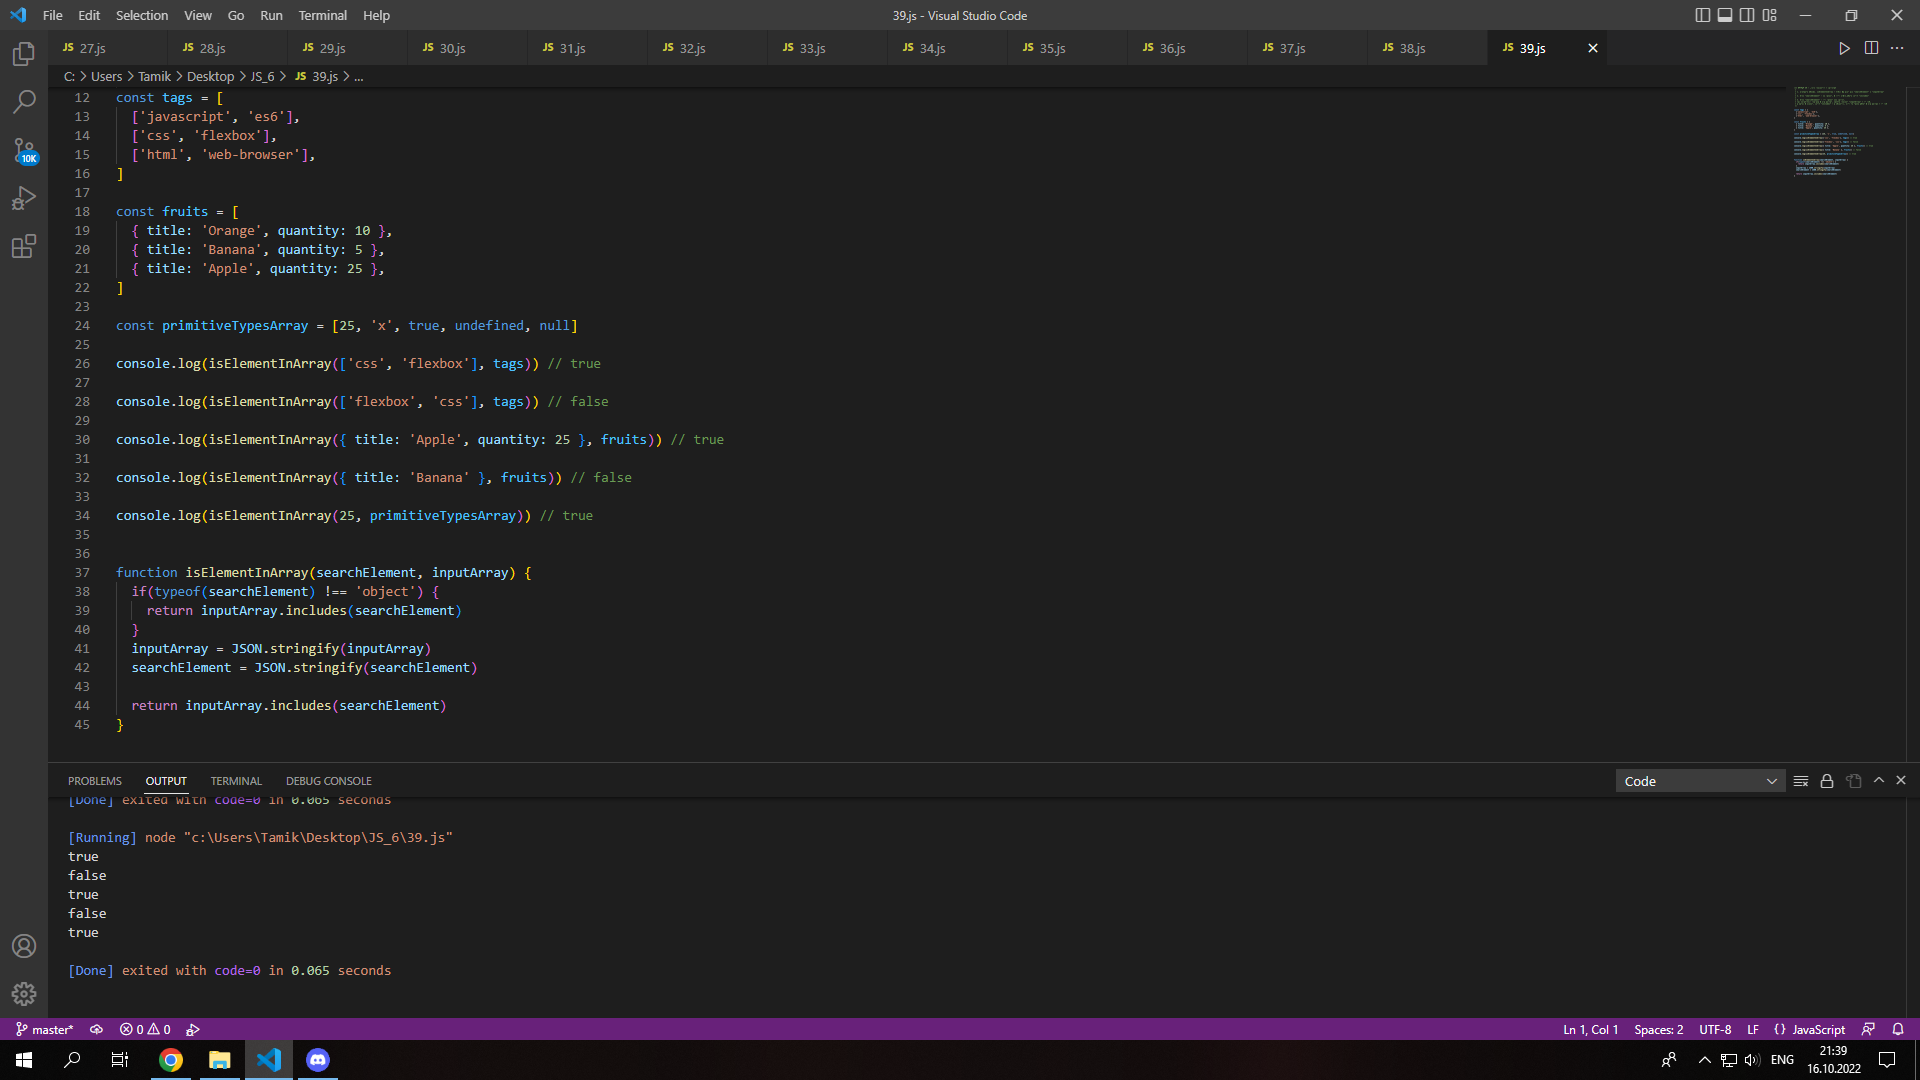 File Edit Selection View Go Run Terminal Help
39.js - Visual Studio Code
JS 27.js JS 28.js JS 29.js JS 30.js JS 31.js JS 32.js JS 33.js JS 34.js JS 35.js JS 36.js JS 37.js JS 38.js JS 39.js
C: > Users > Tamik > Desktop > JS_6 > JS 39.js > ...
12 const tags = [
13   ['javascript', 'es6'],
14   ['css', 'flexbox'],
15   ['html', 'web-browser'],
16 ]
17
18 const fruits = [
19   { title: 'Orange', quantity: 10 },
20   { title: 'Banana', quantity: 5 },
21   { title: 'Apple', quantity: 25 },
22 ]
23
24 const primitiveTypesArray = [25, 'x', true, undefined, null]
25
26 console.log(isElementInArray(['css', 'flexbox'], tags)) // true
27
28 console.log(isElementInArray(['flexbox', 'css'], tags)) // false
29
30 console.log(isElementInArray({ title: 'Apple', quantity: 25 }, fruits)) // true
31
32 console.log(isElementInArray({ title: 'Banana' }, fruits)) // false
33
34 console.log(isElementInArray(25, primitiveTypesArray)) // true
35
36
37 function isElementInArray(searchElement, inputArray) {
38   if(typeof(searchElement) !== 'object') {
39     return inputArray.includes(searchElement)
40   }
41   inputArray = JSON.stringify(inputArray)
42   searchElement = JSON.stringify(searchElement)
43
44   return inputArray.includes(searchElement)
45 }
10K
PROBLEMS OUTPUT TERMINAL DEBUG CONSOLE
Code
[Done] exited with code=0 in 0.065 seconds
[Running] node "c:\Users\Tamik\Desktop\JS_6\39.js"
true
false
true
false
true
[Done] exited with code=0 in 0.065 seconds
master* 0 0
Ln 1, Col 1 Spaces: 2 UTF-8 LF {} JavaScript
ENG
21:39
16.10.2022